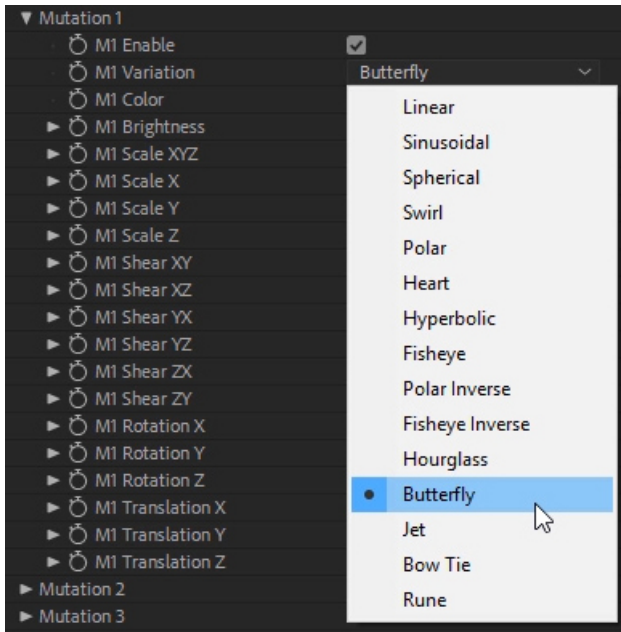 Mutation 1
M1 Enable
M1 Variation
Butterfly
M1 Color
M1 Brightness
M1 Scale XYZ
M1 Scale X
M1 Scale Y
M1 Scale Z
M1 Shear XY
M1 Shear XZ
M1 Shear YX
M1 Shear YZ
M1 Shear ZX
M1 Shear ZY
M1 Rotation X
M1 Rotation Y
M1 Rotation Z
M1 Translation X
M1 Translation Y
M1 Translation Z
Mutation 2
Mutation 3
Linear
Sinusoidal
Spherical
Swirl
Polar
Heart
Hyperbolic
Fisheye
Polar Inverse
Fisheye Inverse
Hourglass
Butterfly
Jet
Bow Tie
Rune